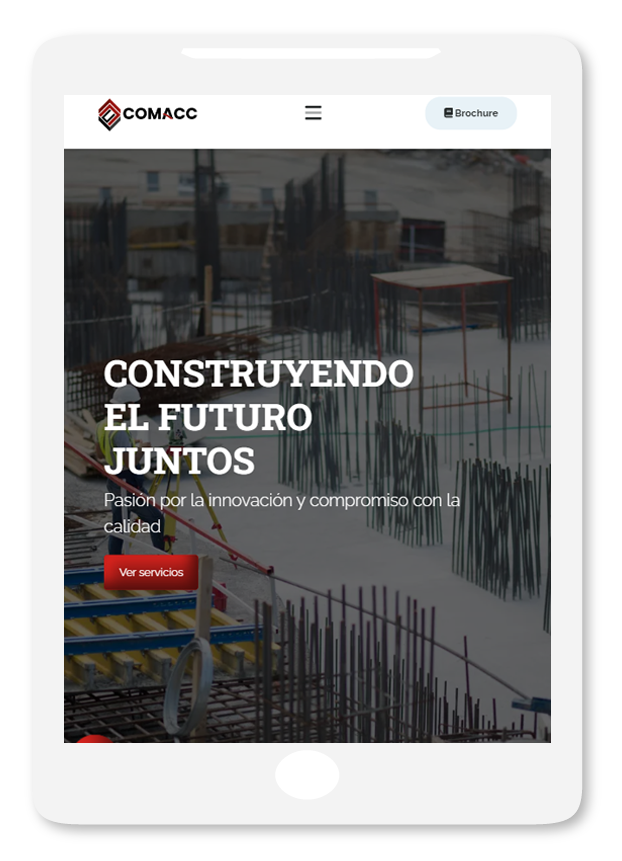 COMACC
Brochure
CONSTRUYENDO
EL FUTURO
JUNTOS
Pasión por la innovación y compromiso con la
calidad
Ver servicios